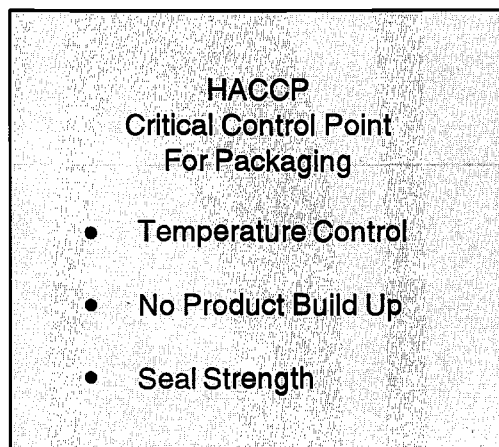 HACCP
Critical Control Point
For Packaging
• Temperature Control
• No Product Build Up
• Seal Strength